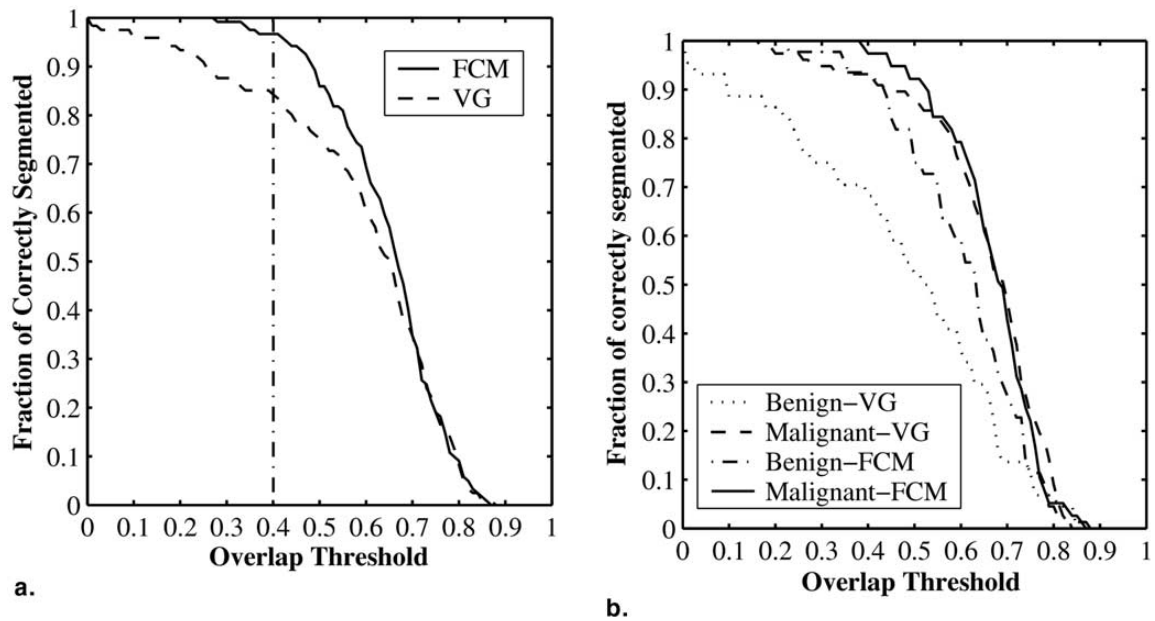 Fraction of Correctly Segmented
1
0.9
0.8
0.7
0.6
0.5
0.4
0.3
0.2
0.1
0
FCM
VG
0 0.1 0.2 0.3 0.4 0.5 0.6 0.7 0.8 0.9 1
Overlap Threshold
a.
Fraction of correctly segmented
1
0.9
0.8
0.7
0.6
0.5
0.4
0.3
0.2
0.1
0
Benign-VG
Malignant-VG
Benign-FCM
Malignant-FCM
0 0.1 0.2 0.3 0.4 0.5 0.6 0.7 0.8 0.9 1
Overlap Threshold
b.